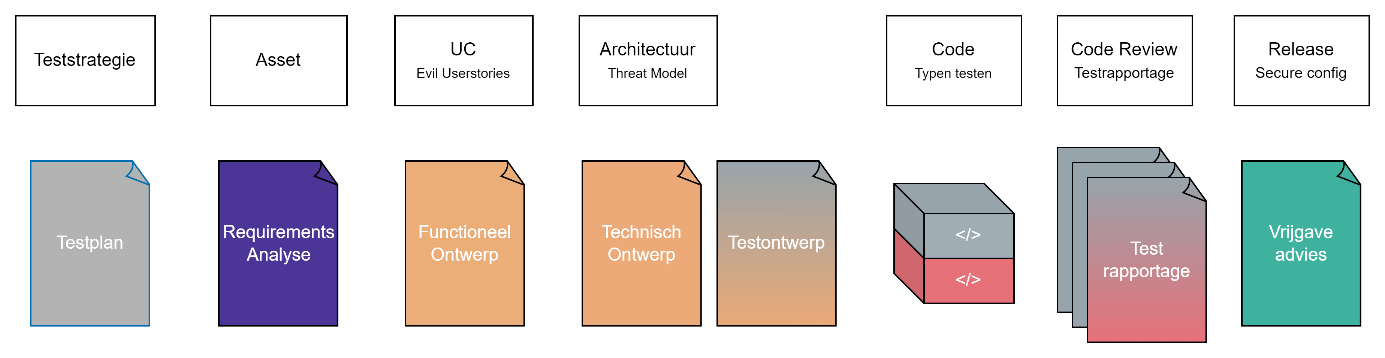 Teststrategie
Asset
UC
Evil Userstories
Architectuur
Threat Model
Code
Typen testen
Code Review
Testrapportage
Release
Secure config
Testplan
Requirements
Analyse
Functioneel
Ontwerp
Technisch
Ontwerp
Testontwerp
</>
</>
Test
rapportage
Vrijgave
advies